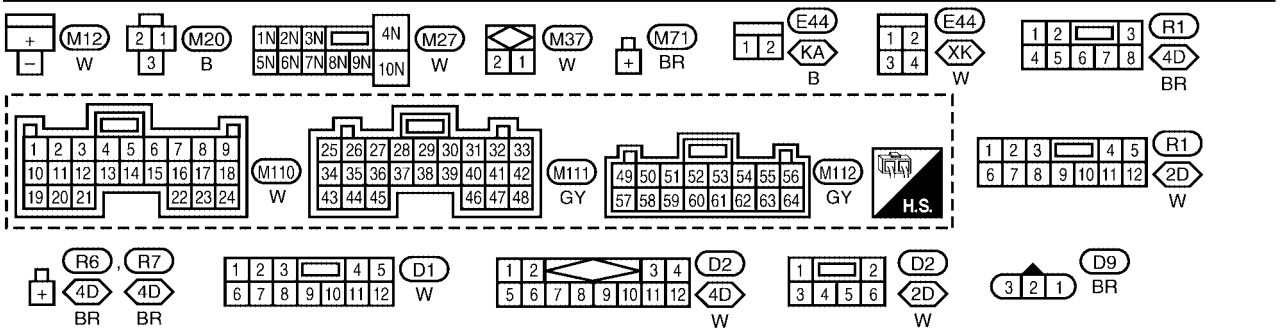 + − M12 W
2 1 3 M20 B
1N 2N 3N 4N
5N 6N 7N 8N 9N 10N M27 W
2 1 M37 W
+ M71 BR
1 2 E44 KA B
1 2
3 4 E44 XK W
1 2 3
4 5 6 7 8 R1 4D BR
1 2 3 4 5 6 7 8 9
10 11 12 13 14 15 16 17 18
19 20 21 22 23 24
M110 W
25 26 27 28 29 30 31 32 33
34 35 36 37 38 39 40 41 42
43 44 45 46 47 48
M111 GY
49 50 51 52 53 54 55 56
57 58 59 60 61 62 63 64
M112 GY
H.S.
1 2 3 4 5
6 7 8 9 10 11 12
R1 2D W
+ R6 , R7
4D 4D
BR BR
1 2 3 4 5
6 7 8 9 10 11 12
D1 W
1 2 3 4
5 6 7 8 9 10 11 12
D2 4D W
1 2
3 4 5 6
D2 2D W
3 2 1 D9 BR